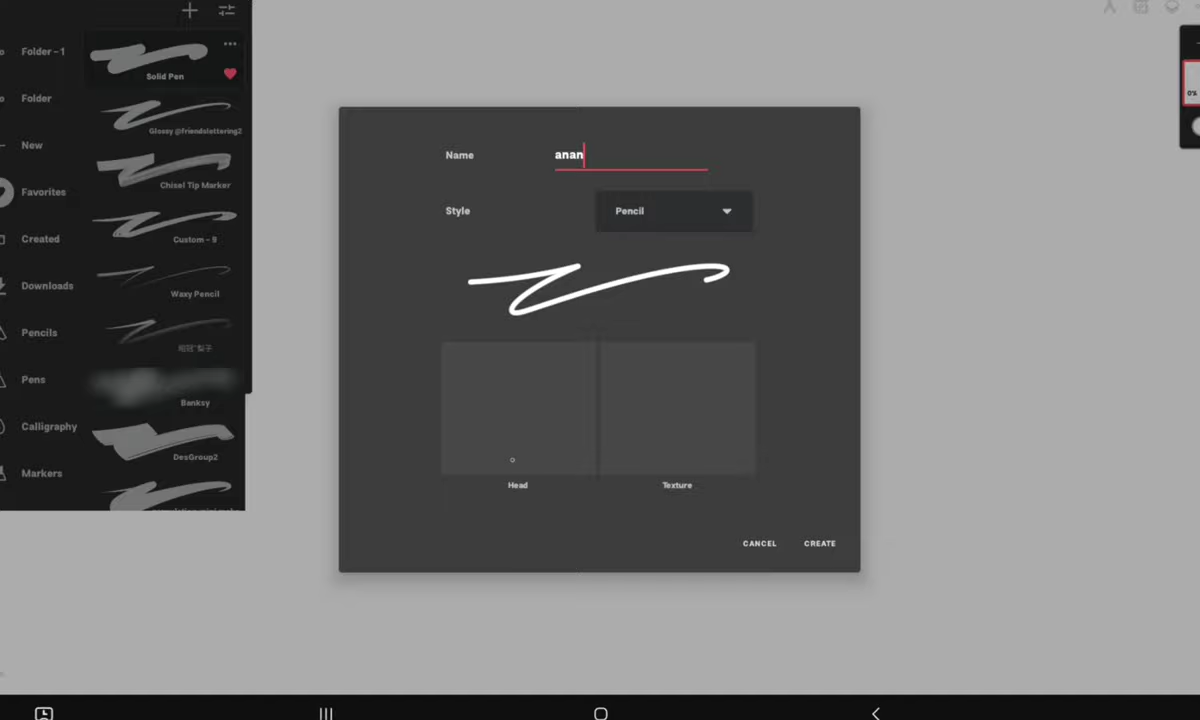 Folder - 1
Solid Pen
Folder
Glossy @friendslettering2
New
Chisel Tip Marker
Favorites
Created
Custom - 9
Downloads
Waxy Pencil
Pencils
Pens
Banksy
Calligraphy
DesGroup2
Markers
Name
anan
Style
Pencil
Head
Texture
CANCEL
CREATE
0%